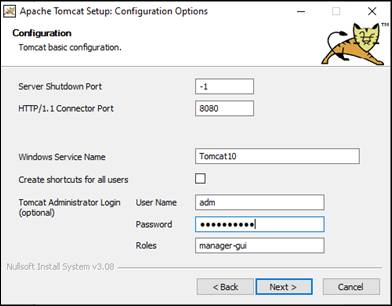 Apache Tomcat Setup: Configuration Options
Configuration
Tomcat basic configuration.
Server Shutdown Port
-1
HTTP/1.1 Connector Port
8080
Windows Service Name
Tomcat10
Create shortcuts for all users
Tomcat Administrator Login
(optional)
User Name
adm
Password
●●●●●●●●●●
Roles
manager-gui
Nullsoft Install System v3.08
< Back
Next >
Cancel